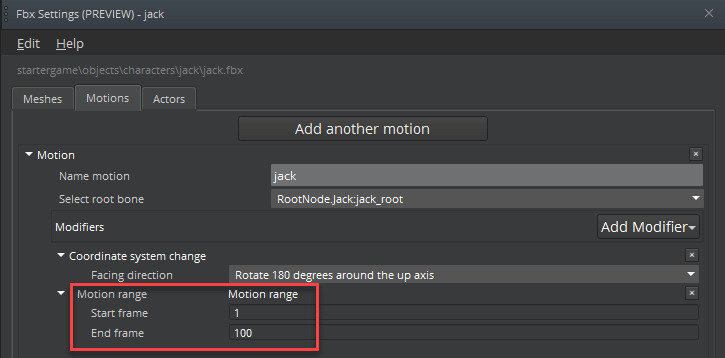 Fbx Settings (PREVIEW) - jack
Edit Help
startergame\objects\characters\jack\jack.fbx
Meshes Motions Actors
Add another motion
Motion
Name motion jack
Select root bone RootNode.Jack:jack_root
Modifiers Add Modifier
Coordinate system change
Facing direction Rotate 180 degrees around the up axis
Motion range Motion range
Start frame 1
End frame 100